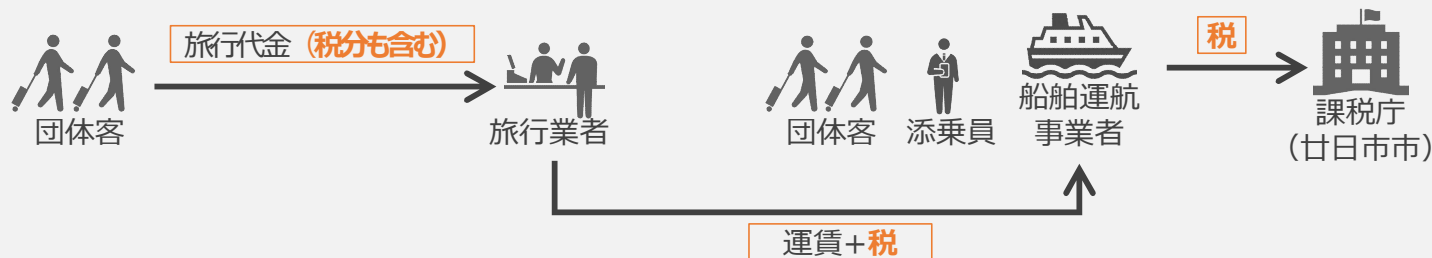 旅行代金（税分も含む）
団体客
旅行業者
団体客
添乗員
船舶運航
事業者
税
課税庁
（廿日市市）
運賃+税